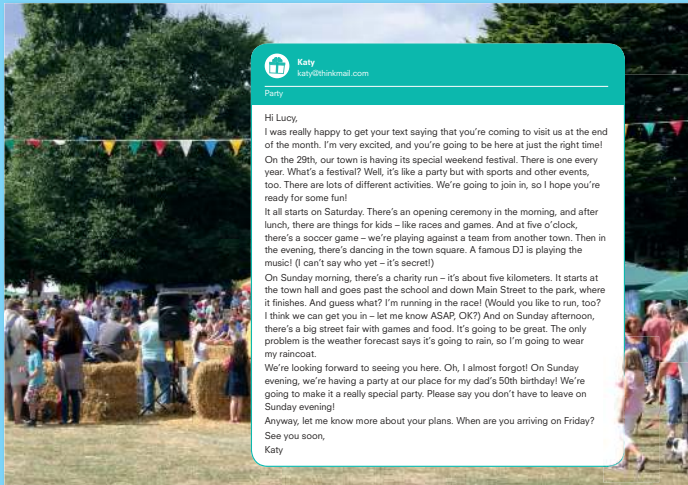 Katy
katy@thinkmail.com
Party
Hi Lucy,
I was really happy to get your text saying that you're coming to visit us at the end
of the month. I'm very excited, and you're going to be here at just the right time!
On the 29th, our town is having its special weekend festival. There is one every
year. What's a festival? Well, it's like a party but with sports and other events,
too. There are lots of different activities. We're going to join in, so I hope you're
ready for some fun!
It all starts on Saturday. There's an opening ceremony in the morning, and after
lunch, there are things for kids – like races and games. And at five o'clock,
there's a soccer game – we're playing against a team from another town. Then in
the evening, there's dancing in the town square. A famous DJ is playing the
music! (I can't say who yet – it's secret!)
On Sunday morning, there's a charity run – it's about five kilometers. It starts at
the town hall and goes past the school and down Main Street to the park, where
it finishes. And guess what? I'm running in the race! (Would you like to run, too?
I think we can get you in – let me know ASAP, OK?) And on Sunday afternoon,
there's a big street fair with games and food. It's going to be great. The only
problem is the weather forecast says it's going to rain, so I'm going to wear
my raincoat.
We're looking forward to seeing you here. Oh, I almost forgot! On Sunday
evening, we're having a party at our place for my dad's 50th birthday! We're
going to make it a really special party. Please say you don't have to leave on
Sunday evening!
Anyway, let me know more about your plans. When are you arriving on Friday?
See you soon,
Katy